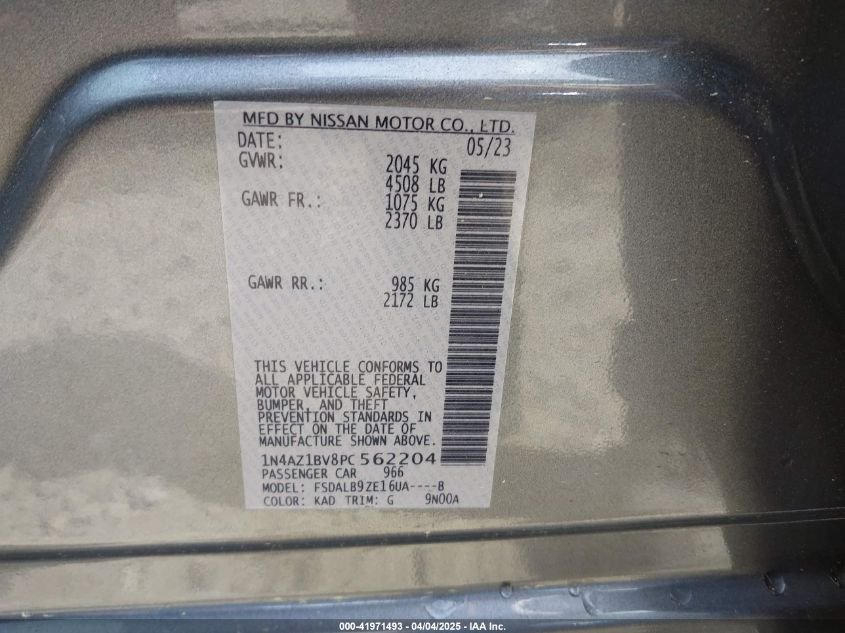 MFD BY NISSAN MOTOR CO., LTD.
DATE: 05/23
GVWR: 2045 KG
4508 LB
GAWR FR.: 1075 KG
2370 LB
GAWR RR.: 985 KG
2172 LB
THIS VEHICLE CONFORMS TO
ALL APPLICABLE FEDERAL
MOTOR VEHICLE SAFETY,
BUMPER, AND THEFT
PREVENTION STANDARDS IN
EFFECT ON THE DATE OF
MANUFACTURE SHOWN ABOVE.
1N4AZ1BV8PC 562204
PASSENGER CAR 966
MODEL: FSDALB9ZE16UA----B
COLOR: KAD TRIM: G 9N00A
000-41971493 - 04/04/2025 - IAA Inc.